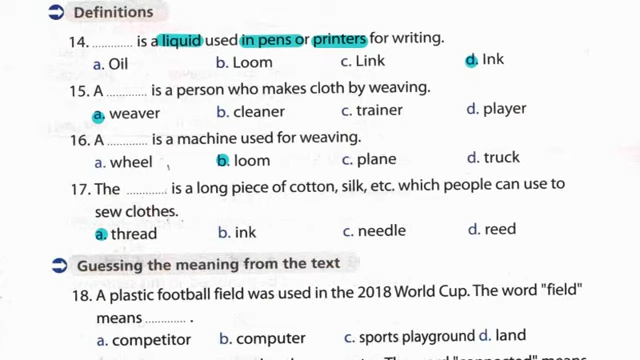 Definitions
14. ............ is a liquid used in pens or printers for writing.
a. Oil b. Loom c. Link d. Ink
15. A ............ is a person who makes cloth by weaving.
a. weaver b. cleaner c. trainer d. player
16. A ............ is a machine used for weaving.
a. wheel b. loom c. plane d. truck
17. The ............ is a long piece of cotton, silk, etc. which people can use to
sew clothes.
a. thread b. ink c. needle d. reed
Guessing the meaning from the text
18. A plastic football field was used in the 2018 World Cup. The word "field"
means ............ .
a. competitor b. computer c. sports playground d. land